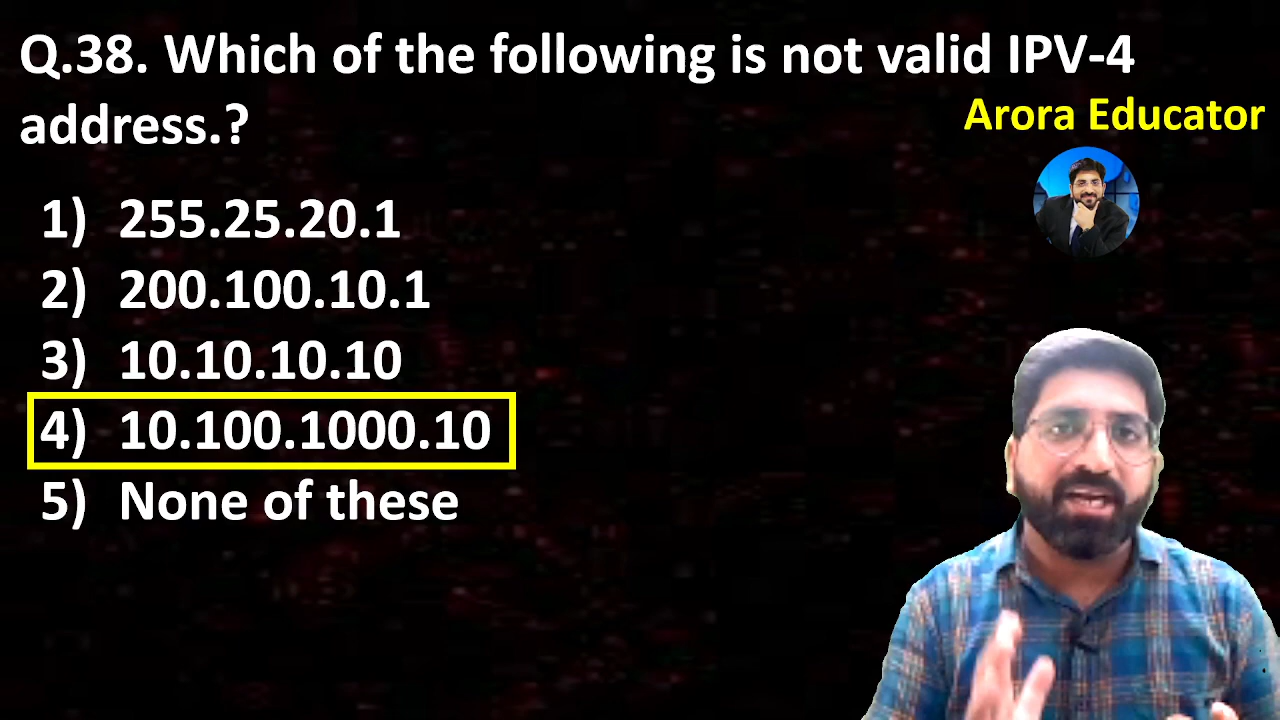 Q.38. Which of the following is not valid IPV-4
address.?
Arora Educator
1) 255.25.20.1
2) 200.100.10.1
3) 10.10.10.10
4) 10.100.1000.10
5) None of these